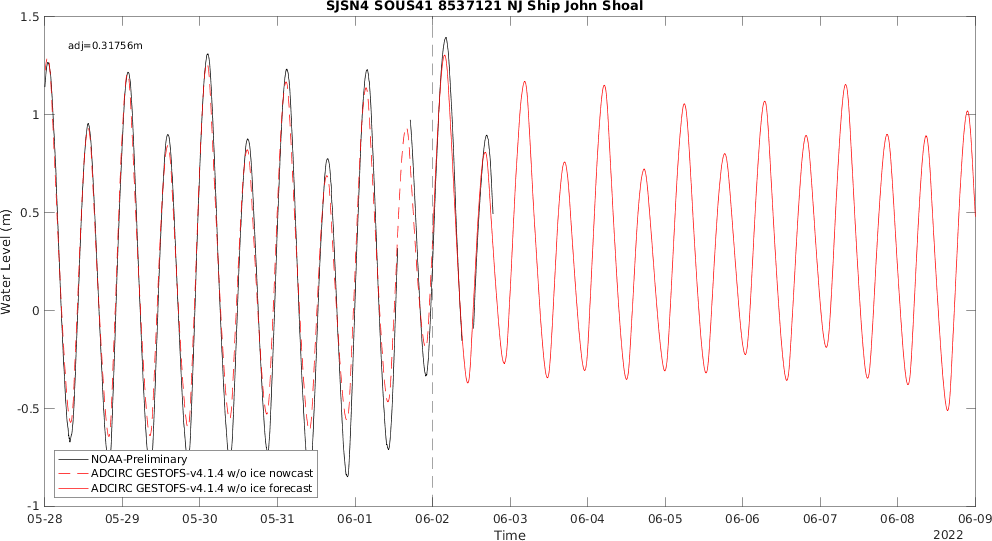 SJSN4 SOUS41 8537121 NJ Ship John Shoal
adj=0.31756m
1.5
1
0.5
0
-0.5
-1
Water Level (m)
NOAA-Preliminary
ADCIRC GESTOFS-v4.1.4 w/o ice nowcast
ADCIRC GESTOFS-v4.1.4 w/o ice forecast
05-28 05-29 05-30 05-31 06-01 06-02 06-03 06-04 06-05 06-06 06-07 06-08 06-09
Time
2022